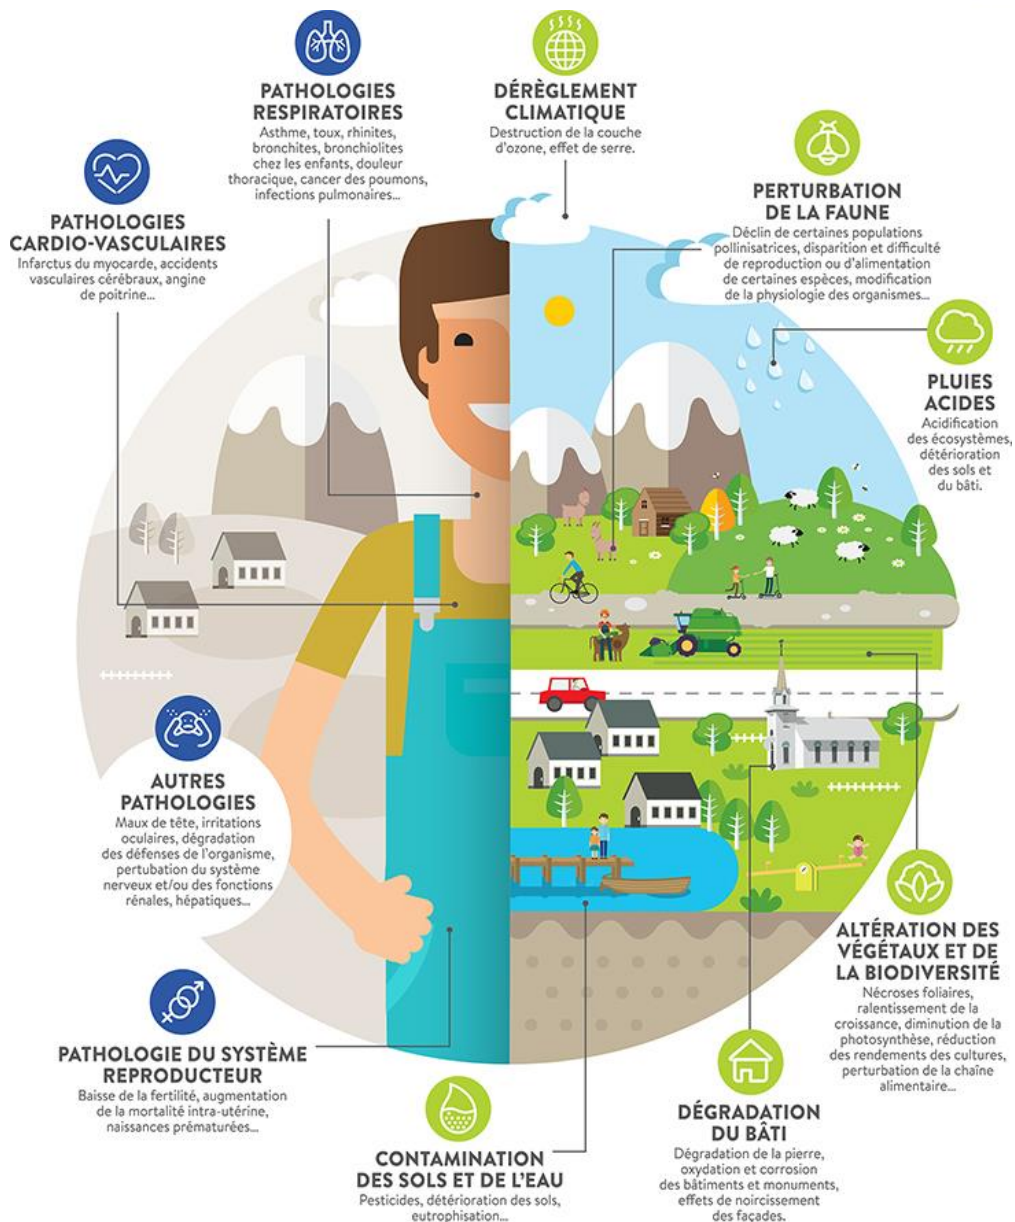 PATHOLOGIES
RESPIRATOIRES
Asthme, toux, rhinites,
bronchites, bronchiolites
chez les enfants, douleur
thoracique, cancer des poumons,
infections pulmonaires...
DÉRÈGLEMENT
CLIMATIQUE
Destruction de la couche
d'ozone, effet de serre.
PATHOLOGIES
CARDIO-VASCULAIRES
Infarctus du myocarde, accidents
vasculaires cérébraux, angine
de poitrine...
PERTURBATION
DE LA FAUNE
Déclin de certaines populations
pollinisatrices, disparition et difficulté
de reproduction ou d'alimentation
de certaines espèces, modification
de la physiologie des organismes...
PLUIES
ACIDES
Acidification
des écosystèmes,
détérioration
des sols et
du bâti.
AUTRES
PATHOLOGIES
Maux de tête, irritations
oculaires, dégradation
des défenses de l'organisme,
pertubation du système
nerveux et/ou des fonctions
rénales, hépatiques...
ALTÉRATION DES
VÉGÉTAUX ET DE
LA BIODIVERSITÉ
Nécroses foliaires,
ralentissement de la
croissance, diminution de la
photosynthèse, réduction
des rendements des cultures,
perturbation de la chaîne
alimentaire...
PATHOLOGIE DU SYSTÈME
REPRODUCTEUR
Baisse de la fertilité, augmentation
de la mortalité intra-utérine,
naissances prématurées...
CONTAMINATION
DES SOLS ET DE L'EAU
Pesticides, détérioration des sols,
eutrophisation...
DÉGRADATION
DU BÂTI
Dégradation de la pierre,
oxydation et corrosion
des bâtiments et monuments,
effets de noircissement
des façades.